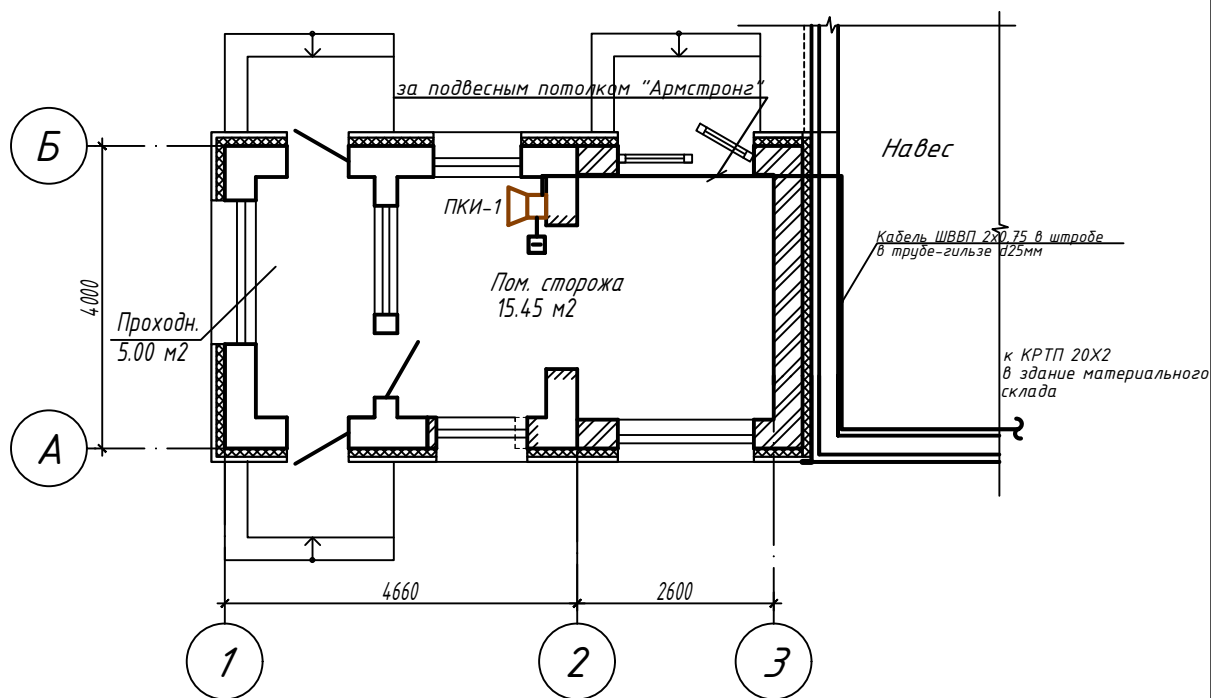 за подвесным потолком "Армстронг"
Б
Навес
ПКИ-1
Кабель ШВВП 2х0.75 в штробе
в трубе-гильзе d25мм
Пом. сторожа
15.45 м2
4000
Проходн.
5.00 м2
к КРТП 20Х2
в здание материального
склада
А
4660
2600
1
2
3